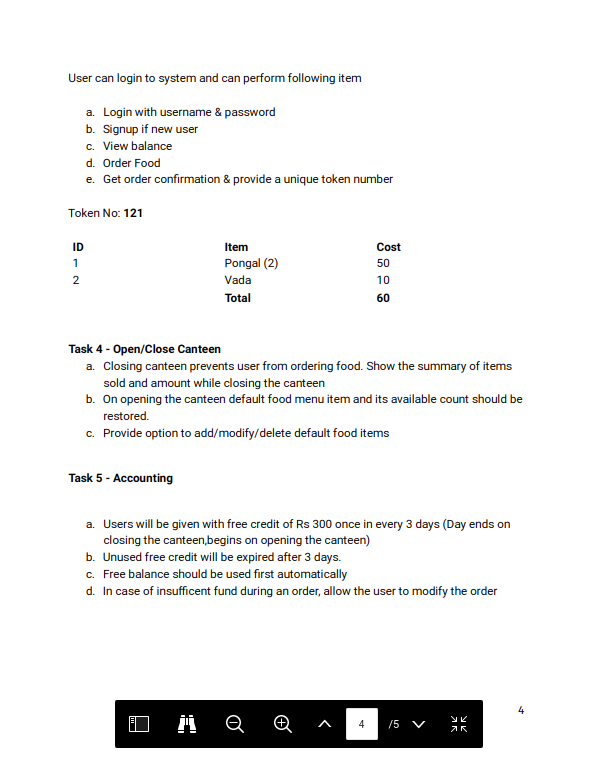 User can login to system and can perform following item
a. Login with username & password
b. Signup if new user
c. View balance
d. Order Food
e. Get order confirmation & provide a unique token number
Token No: 121
ID Item Cost
1 Pongal (2) 50
2 Vada 10
Total 60
Task 4 - Open/Close Canteen
a. Closing canteen prevents user from ordering food. Show the summary of items
sold and amount while closing the canteen
b. On opening the canteen default food menu item and its available count should be
restored.
c. Provide option to add/modify/delete default food items
Task 5 - Accounting
a. Users will be given with free credit of Rs 300 once in every 3 days (Day ends on
closing the canteen,begins on opening the canteen)
b. Unused free credit will be expired after 3 days.
c. Free balance should be used first automatically
d. In case of insufficent fund during an order, allow the user to modify the order
4
4 /5